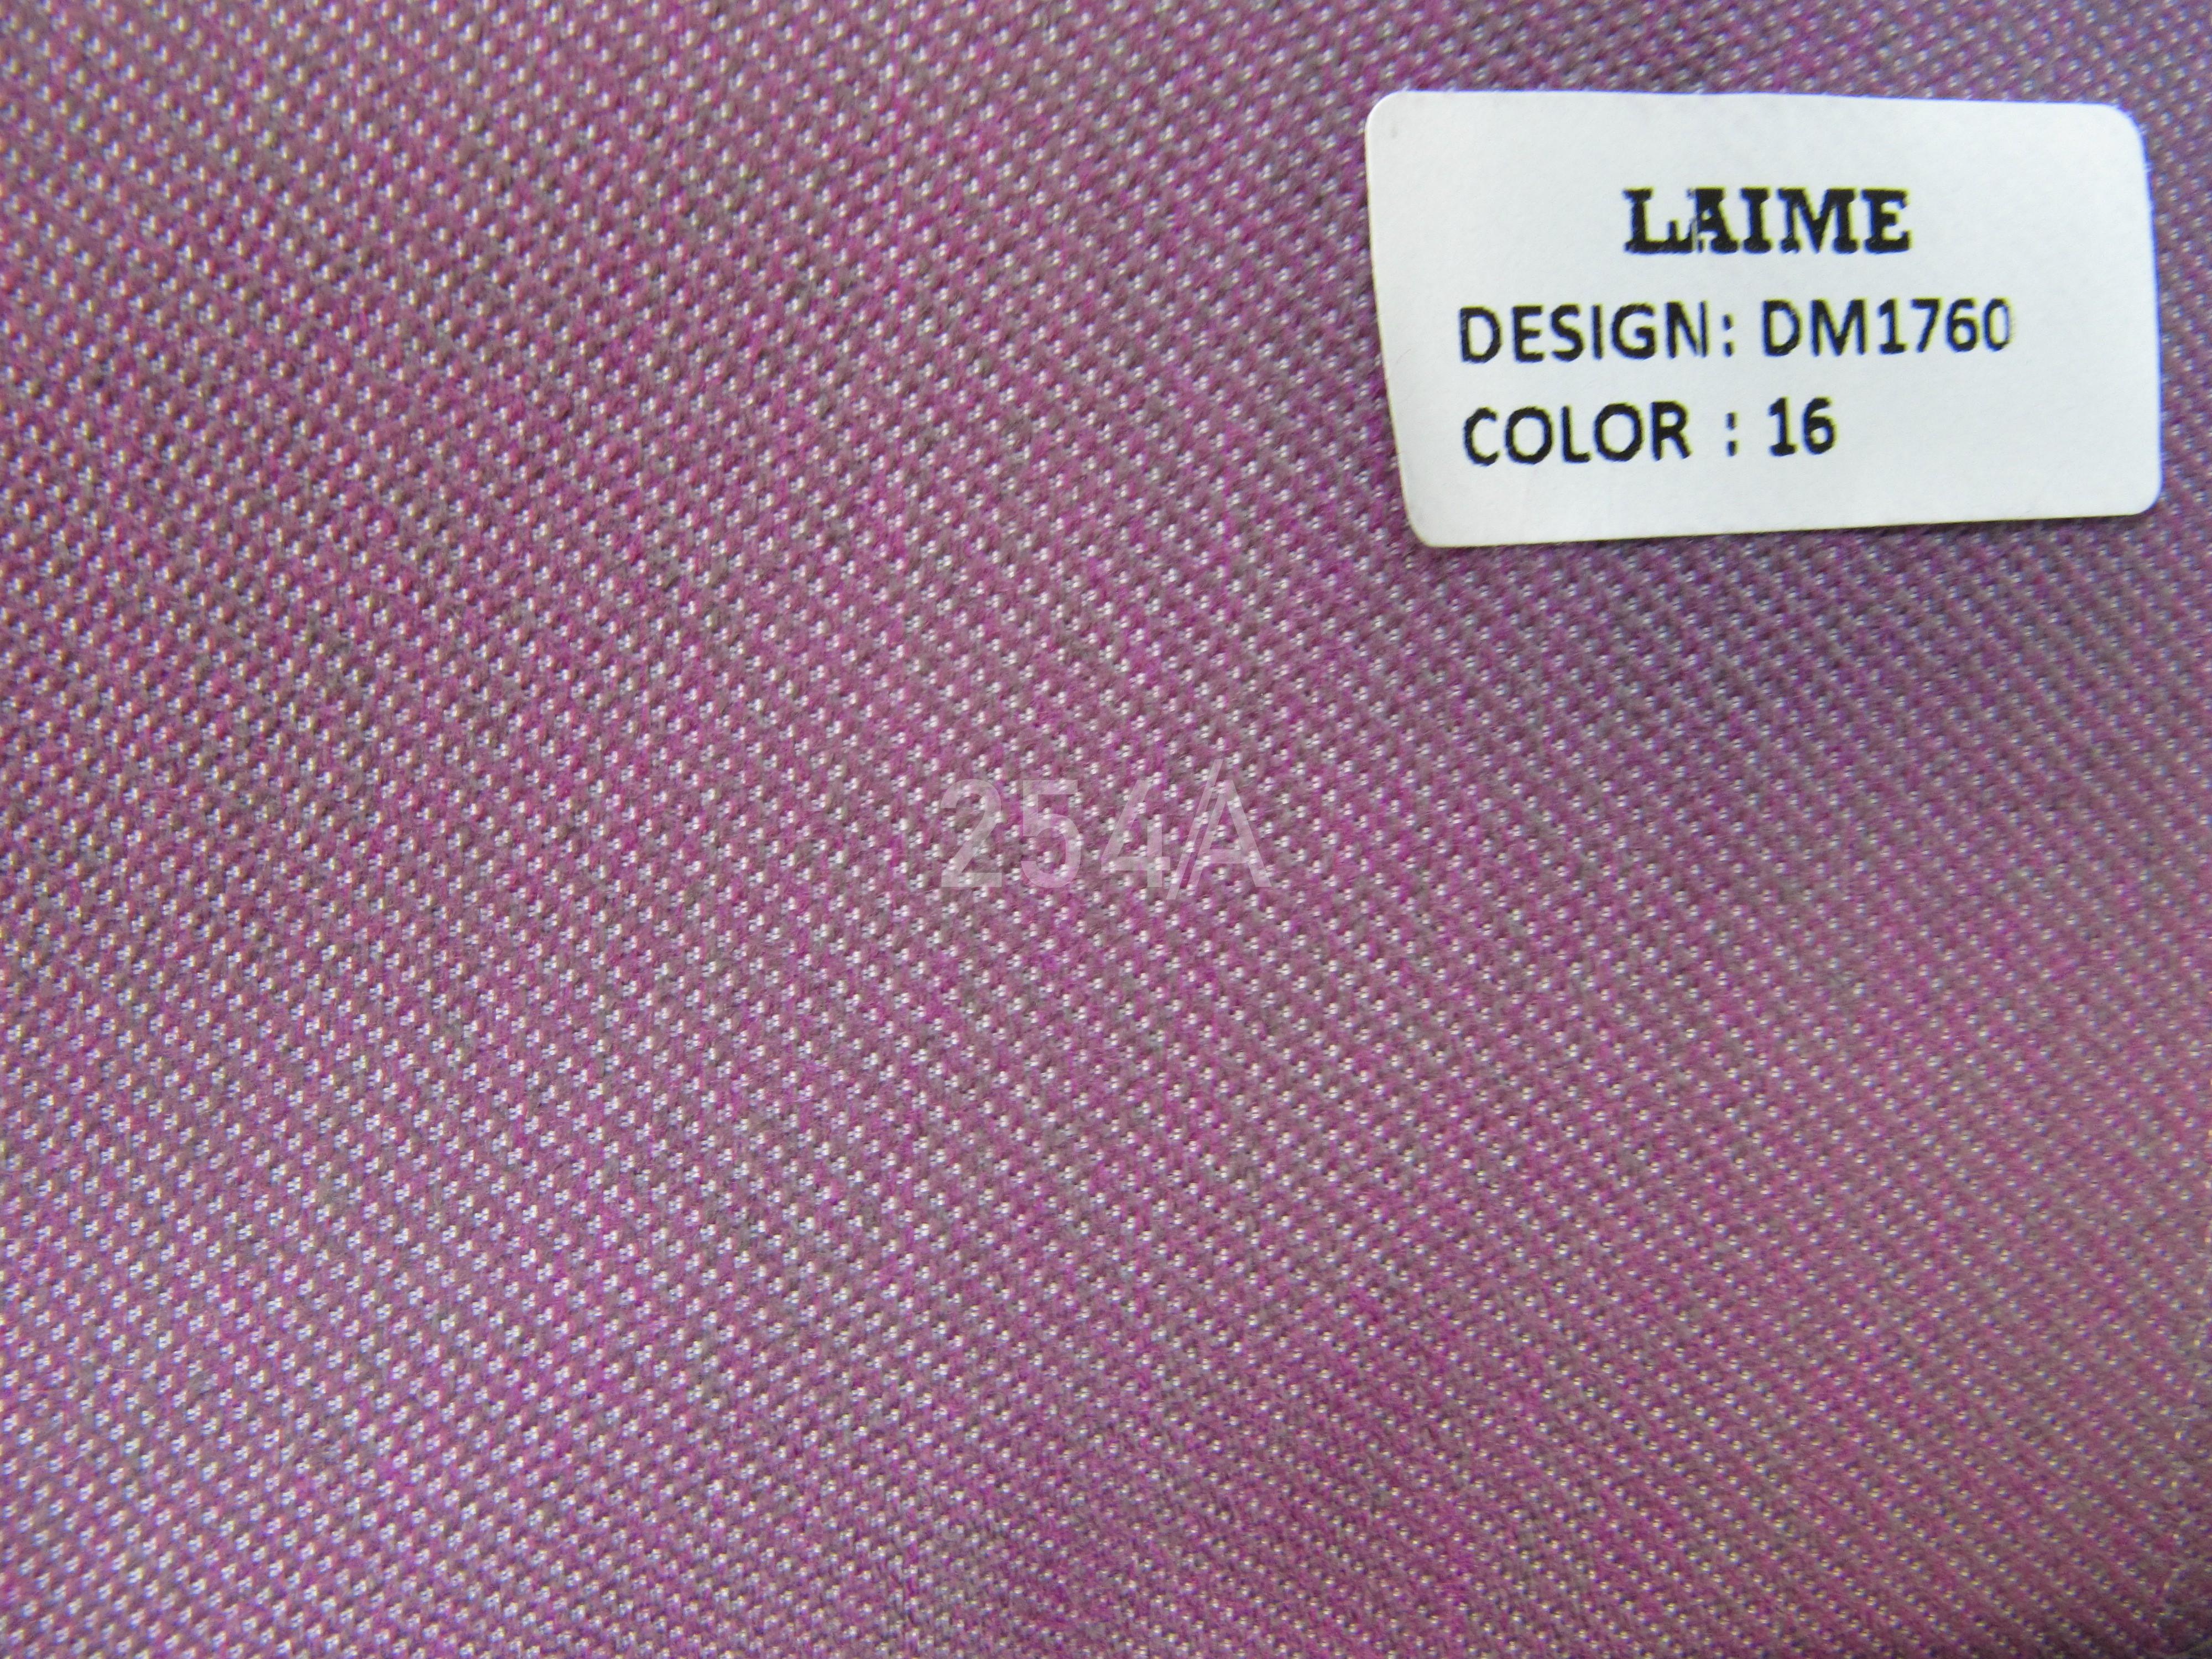 LAIME
DESIGN: DM1760
COLOR : 16
254/A